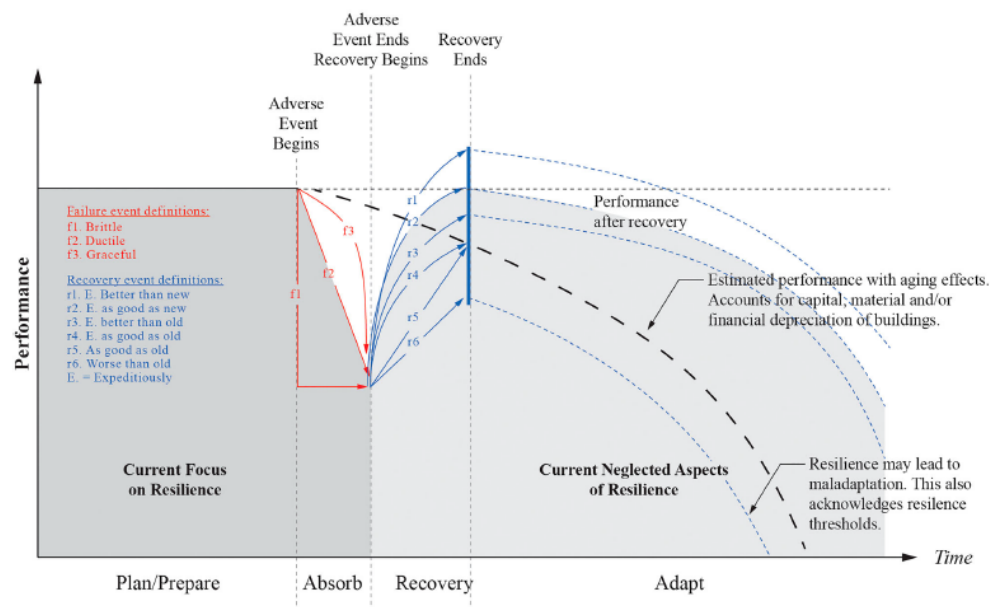 Adverse
Event Ends
Recovery Begins
Recovery
Ends
Adverse
Event
Begins
Performance
Failure event definitions:
f1. Brittle
f2. Ductile
f3. Graceful
Recovery event definitions:
r1. E. Better than new
r2. E. as good as new
r3. E. better than old
r4. E. as good as old
r5. As good as old
r6. Worse than old
E. = Expeditiously
f1
f2
f3
r1
r2
r3
r4
r5
r6
Performance
after recovery
Estimated performance with aging effects.
Accounts for capital, material and/or
financial depreciation of buildings.
Current Focus
on Resilience
Current Neglected Aspects
of Resilience
Resilience may lead to
maladaptation. This also
acknowledges resilence
thresholds.
Time
Plan/Prepare
Absorb
Recovery
Adapt